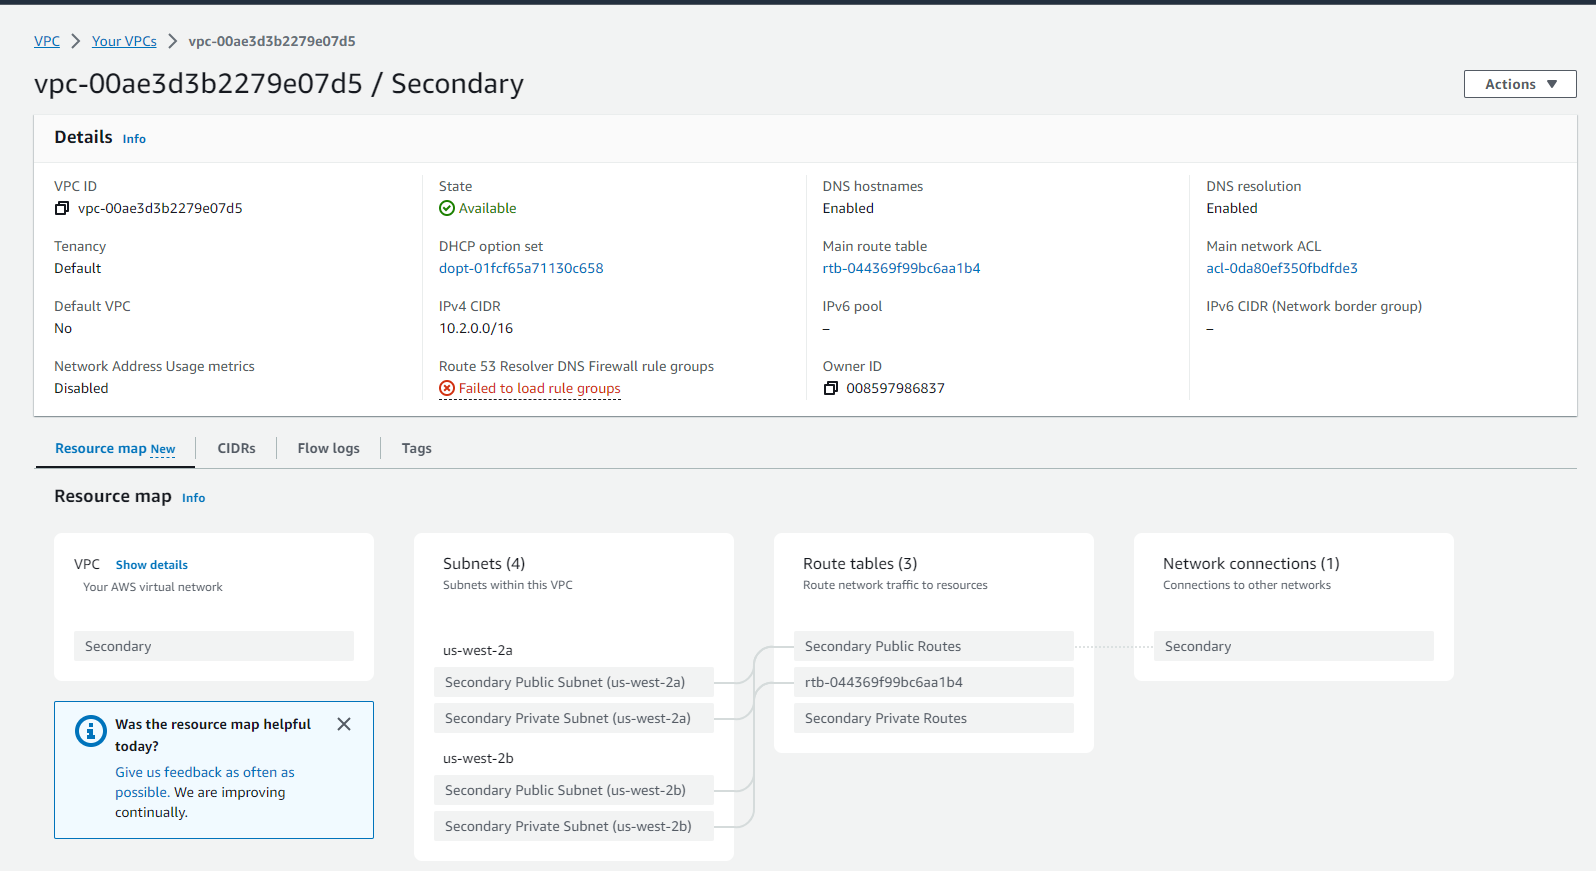 VPC > Your VPCs > vpc-00ae3d3b2279e07d5
vpc-00ae3d3b2279e07d5 / Secondary
Actions
Details Info
VPC ID
vpc-00ae3d3b2279e07d5
State
Available
DNS hostnames
Enabled
DNS resolution
Enabled
Tenancy
Default
DHCP option set
dopt-01fcf65a71130c658
Main route table
rtb-044369f99bc6aa1b4
Main network ACL
acl-0da80ef350fbdfde3
Default VPC
No
IPv4 CIDR
10.2.0.0/16
IPv6 pool
–
IPv6 CIDR (Network border group)
–
Network Address Usage metrics
Disabled
Route 53 Resolver DNS Firewall rule groups
Failed to load rule groups
Owner ID
008597986837
Resource map New
CIDRs
Flow logs
Tags
Resource map Info
VPC Show details
Your AWS virtual network
Secondary
Was the resource map helpful
today?
Give us feedback as often as
possible. We are improving
continually.
Subnets (4)
Subnets within this VPC
us-west-2a
Secondary Public Subnet (us-west-2a)
Secondary Private Subnet (us-west-2a)
us-west-2b
Secondary Public Subnet (us-west-2b)
Secondary Private Subnet (us-west-2b)
Route tables (3)
Route network traffic to resources
Secondary Public Routes
rtb-044369f99bc6aa1b4
Secondary Private Routes
Network connections (1)
Connections to other networks
Secondary